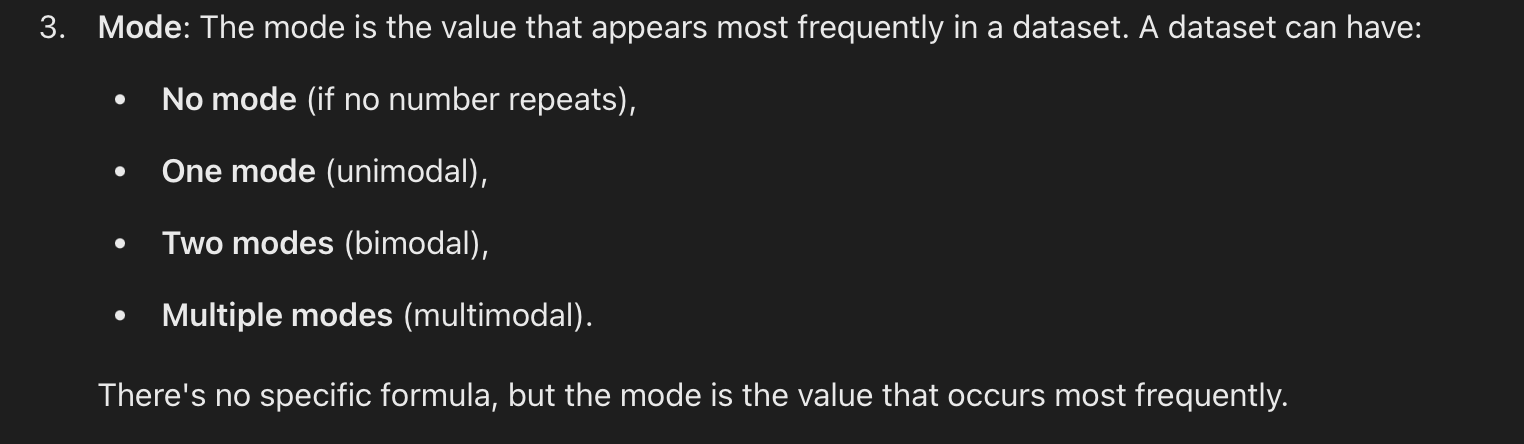 3. Mode: The mode is the value that appears most frequently in a dataset. A dataset can have:
• No mode (if no number repeats),
• One mode (unimodal),
• Two modes (bimodal),
• Multiple modes (multimodal).
There's no specific formula, but the mode is the value that occurs most frequently.